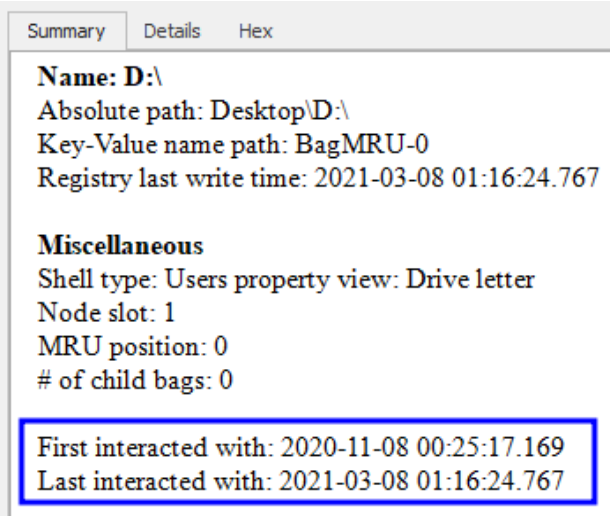 Summary Details Hex
Name: D:\
Absolute path: Desktop\D:\
Key-Value name path: BagMRU-0
Registry last write time: 2021-03-08 01:16:24.767
Miscellaneous
Shell type: Users property view: Drive letter
Node slot: 1
MRU position: 0
# of child bags: 0
First interacted with: 2020-11-08 00:25:17.169
Last interacted with: 2021-03-08 01:16:24.767